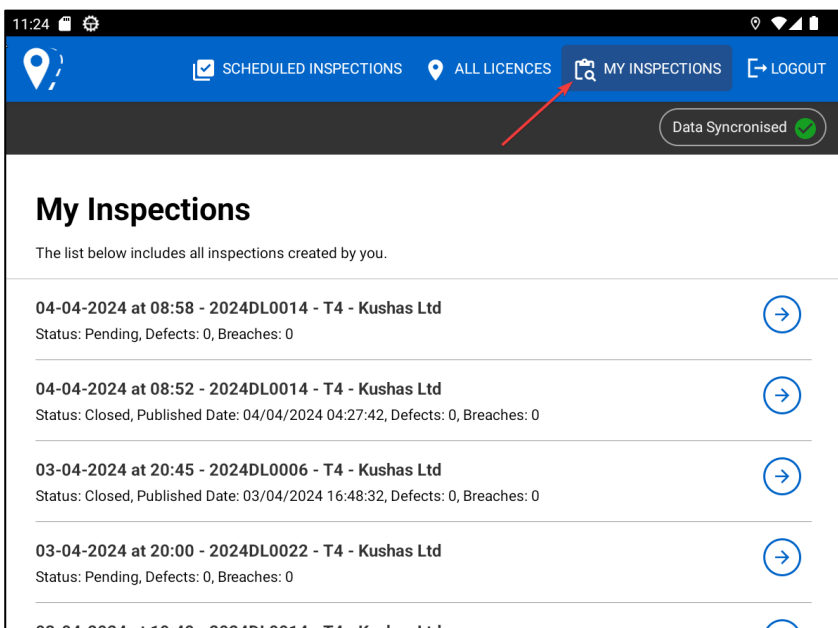 11:24
SCHEDULED INSPECTIONS
ALL LICENCES
MY INSPECTIONS
LOGOUT
Data Syncronised
My Inspections
The list below includes all inspections created by you.
04-04-2024 at 08:58 - 2024DL0014 - T4 - Kushas Ltd
Status: Pending, Defects: 0, Breaches: 0
04-04-2024 at 08:52 - 2024DL0014 - T4 - Kushas Ltd
Status: Closed, Published Date: 04/04/2024 04:27:42, Defects: 0, Breaches: 0
03-04-2024 at 20:45 - 2024DL0006 - T4 - Kushas Ltd
Status: Closed, Published Date: 03/04/2024 16:48:32, Defects: 0, Breaches: 0
03-04-2024 at 20:00 - 2024DL0022 - T4 - Kushas Ltd
Status: Pending, Defects: 0, Breaches: 0